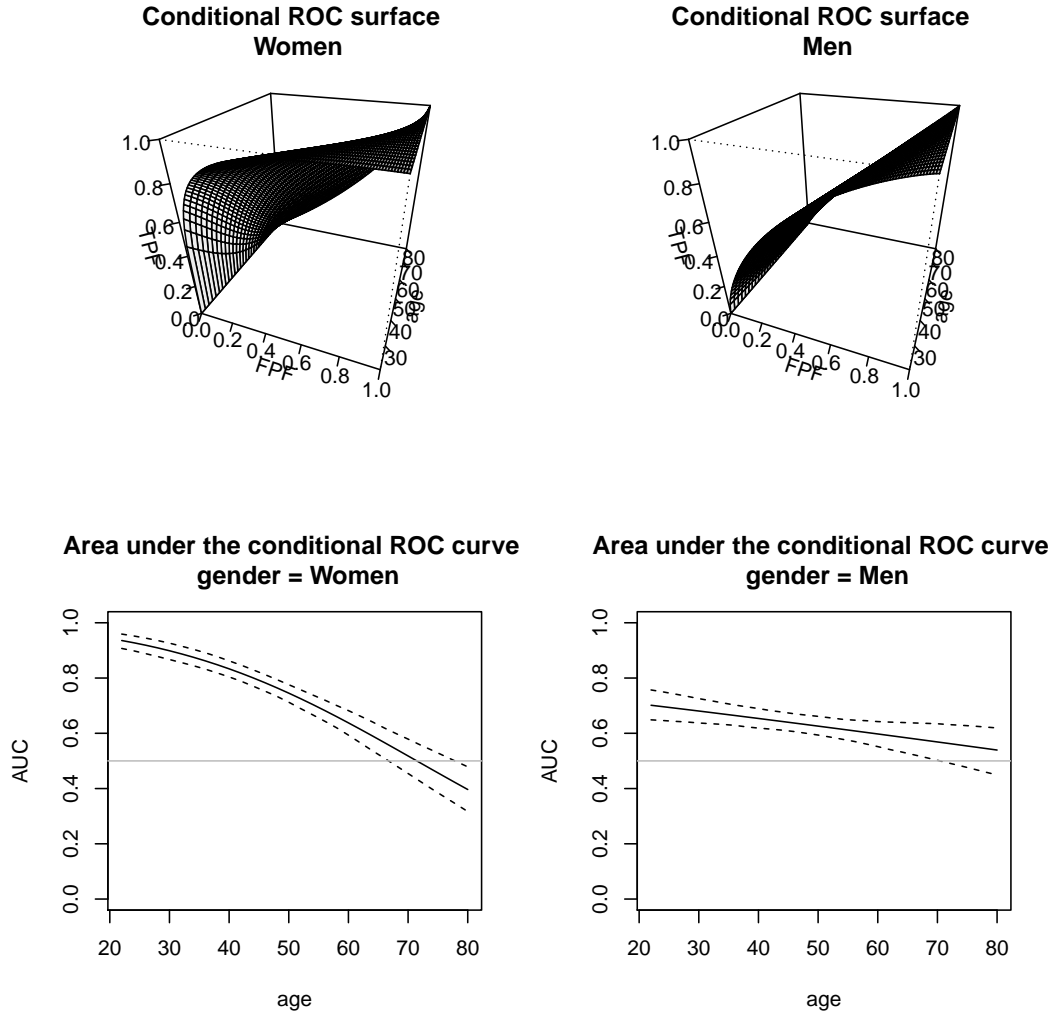 Conditional ROC surface
Women
1.0
0.8
0.6
0.4
0.2
0.0
TPF
0.0
0.2
0.4
0.6
0.8
1.0
FPF
30
40
50
60
70
80
age
Conditional ROC surface
Men
1.0
0.8
0.6
0.4
0.2
0.0
TPF
0.0
0.2
0.4
0.6
0.8
1.0
FPF
30
40
50
60
70
80
age
Area under the conditional ROC curve
gender = Women
1.0
0.8
0.6
0.4
0.2
0.0
AUC
20 30 40 50 60 70 80
age
Area under the conditional ROC curve
gender = Men
1.0
0.8
0.6
0.4
0.2
0.0
AUC
20 30 40 50 60 70 80
age